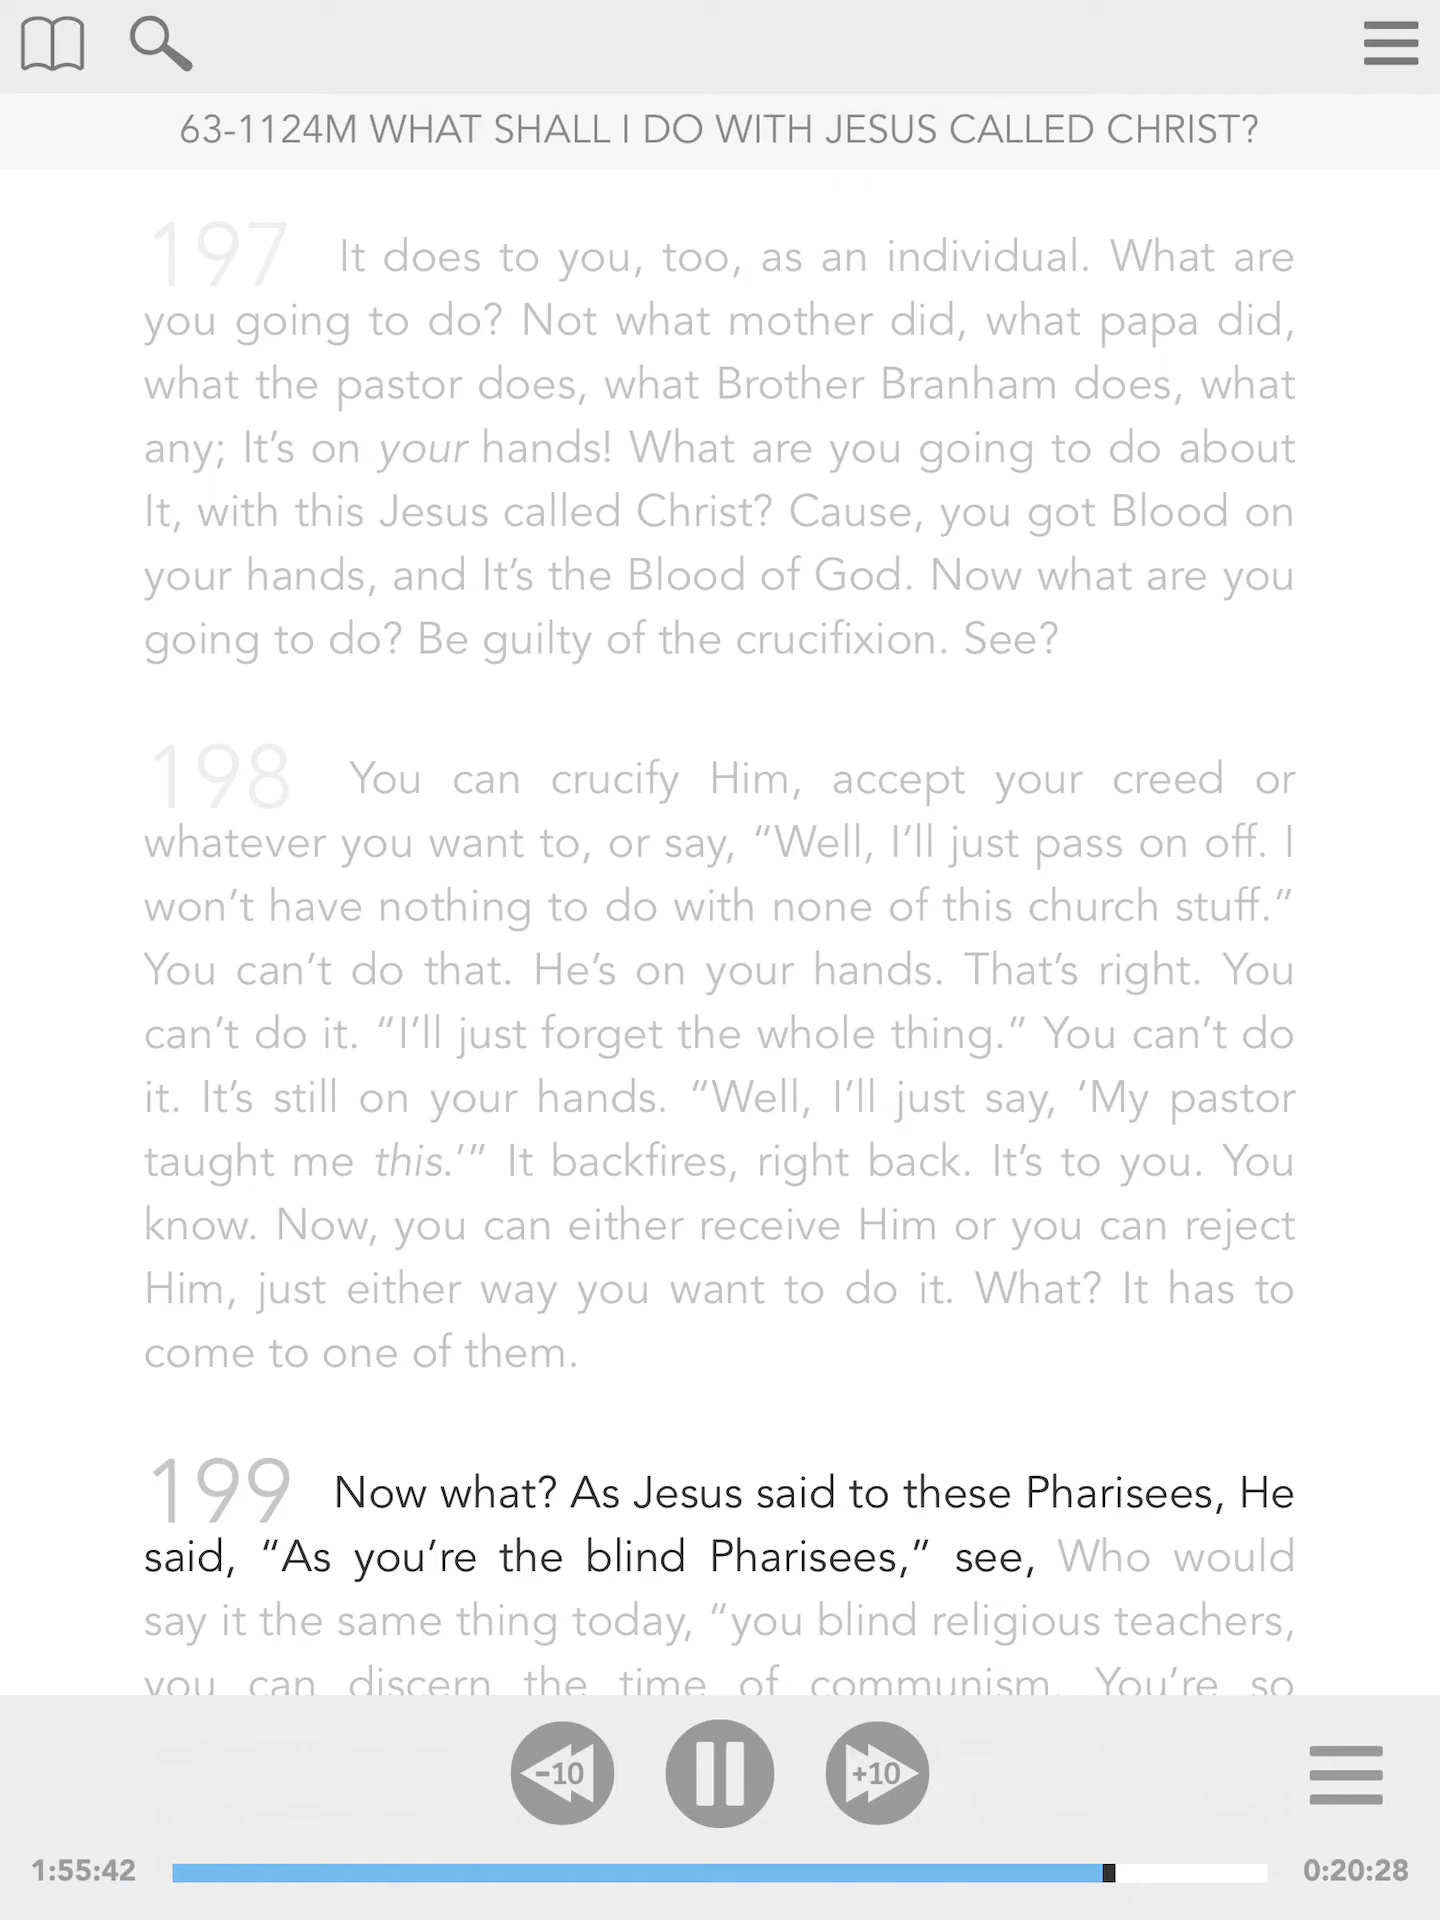 63-1124M WHAT SHALL I DO WITH JESUS CALLED CHRIST?
197 It does to you, too, as an individual. What are
you going to do? Not what mother did, what papa did,
what the pastor does, what Brother Branham does, what
any; It’s on your hands! What are you going to do about
It, with this Jesus called Christ? Cause, you got Blood on
your hands, and It’s the Blood of God. Now what are you
going to do? Be guilty of the crucifixion. See?
198 You can crucify Him, accept your creed or
whatever you want to, or say, “Well, I’ll just pass on off. I
won’t have nothing to do with none of this church stuff.”
You can’t do that. He’s on your hands. That’s right. You
can’t do it. “I’ll just forget the whole thing.” You can’t do
it. It’s still on your hands. “Well, I’ll just say, ‘My pastor
taught me this.’” It backfires, right back. It’s to you. You
know. Now, you can either receive Him or you can reject
Him, just either way you want to do it. What? It has to
come to one of them.
199 Now what? As Jesus said to these Pharisees, He
said, “As you’re the blind Pharisees,” see, Who would
say it the same thing today, “you blind religious teachers,
you can discern the time of communism. You’re so
-10 +10
1:55:42 0:20:28